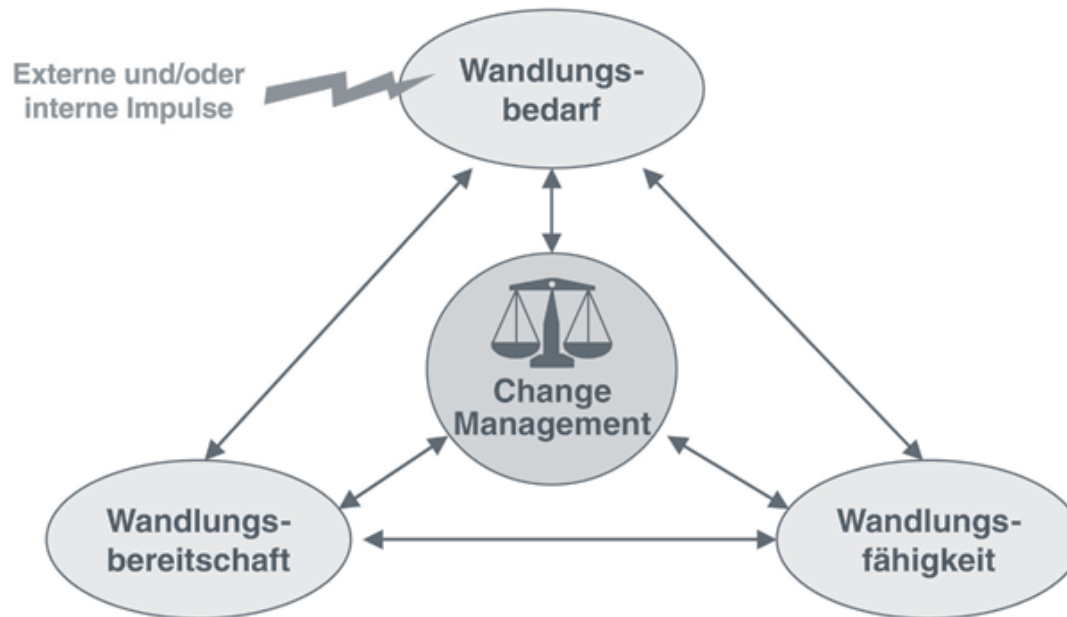 Externe und/oder
interne Impulse
Wandlungs-
bedarf
Change
Management
Wandlungs-
bereitschaft
Wandlungs-
fähigkeit